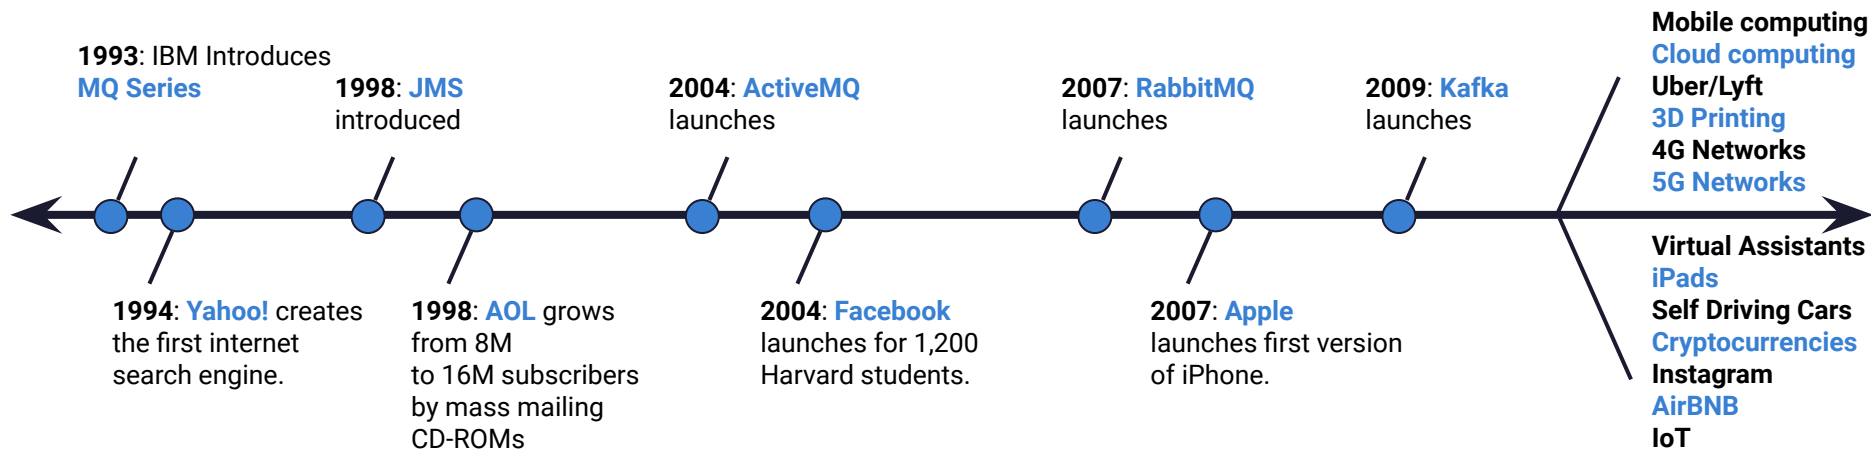 1993: IBM Introduces
MQ Series
1998: JMS
introduced
2004: ActiveMQ
launches
2007: RabbitMQ
launches
2009: Kafka
launches
Mobile computing
Cloud computing
Uber/Lyft
3D Printing
4G Networks
5G Networks
1994: Yahoo! creates
the first internet
search engine.
1998: AOL grows
from 8M
to 16M subscribers
by mass mailing
CD-ROMs
2004: Facebook
launches for 1,200
Harvard students.
2007: Apple
launches first version
of iPhone.
Virtual Assistants
iPads
Self Driving Cars
Cryptocurrencies
Instagram
AirBNB
IoT